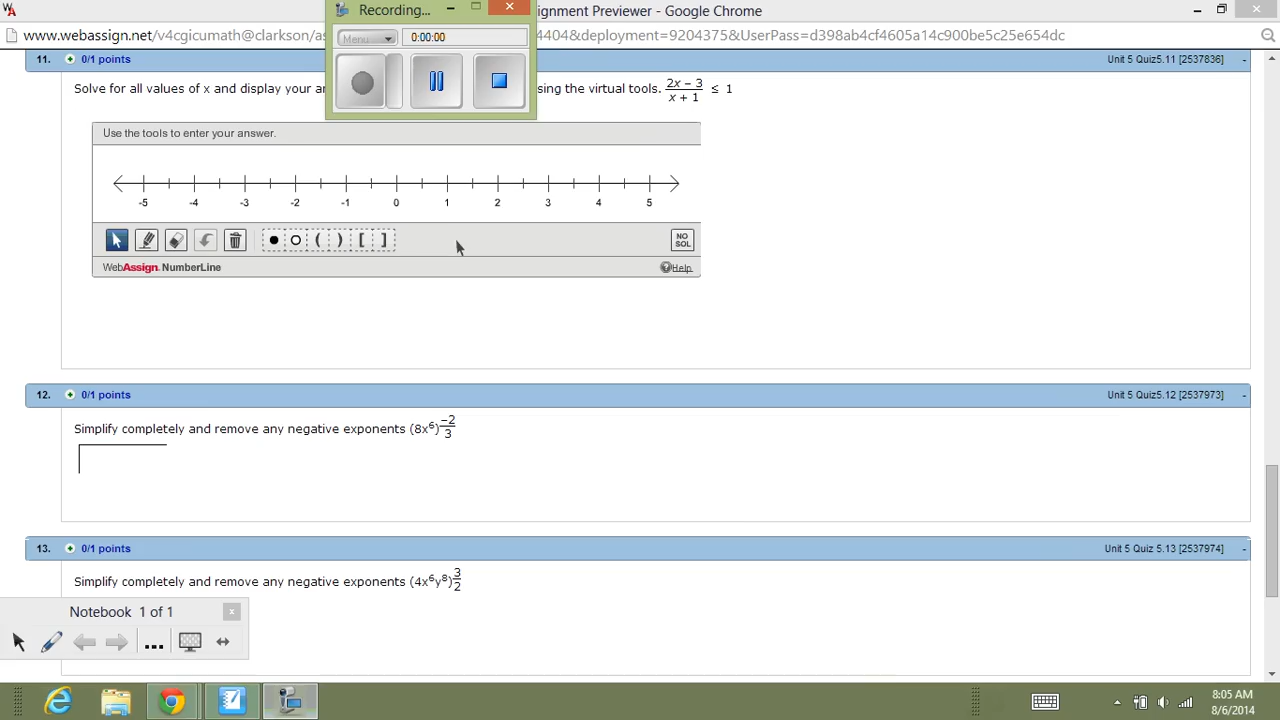 Recording...
ssignment Previewer - Google Chrome
www.webassign.net/v4cgicumath@clarkson/as
4404&deployment=9204375&UserPass=d398ab4cf4605a14c900be5c25e654dc
Menu
0:00:00
11. 0/1 points Unit 5 Quiz5.11 [2537836] -
Solve for all values of x and display your an
sing the virtual tools. (2x − 3)/(x + 1) ≤ 1
Use the tools to enter your answer.
-5 -4 -3 -2 -1 0 1 2 3 4 5
( ) [ ]
NO
SOL
WebAssign. NumberLine
Help
12. 0/1 points Unit 5 Quiz5.12 [2537973] -
Simplify completely and remove any negative exponents (8x⁶)^(−2/3)
13. 0/1 points Unit 5 Quiz 5.13 [2537974] -
Simplify completely and remove any negative exponents (4x⁶y⁸)^(3/2)
Notebook 1 of 1 x
...
8:05 AM
8/6/2014